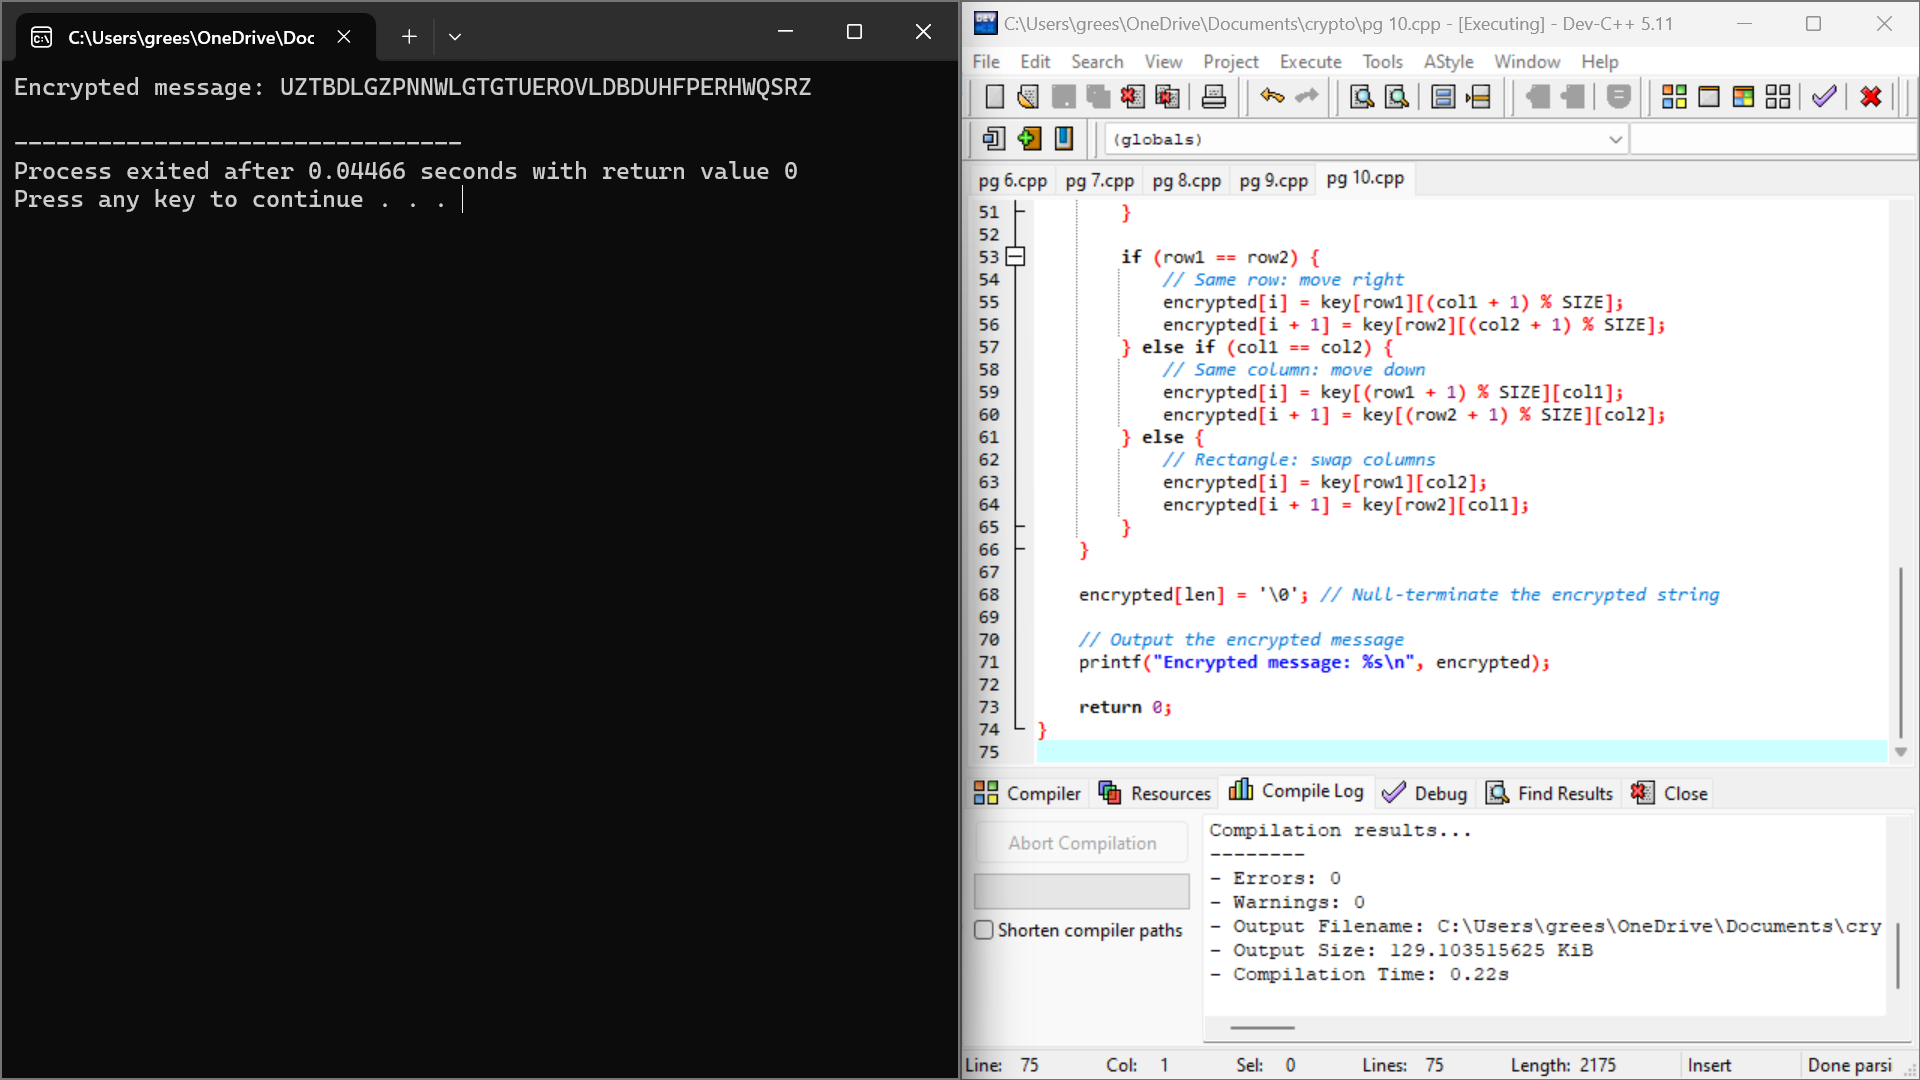 C:\Users\grees\OneDrive\Doc
Encrypted message: UZTBDLGZPNNWLGTGTUEROVLDBDUHFPERHWQSRZ
--------------------------------
Process exited after 0.04466 seconds with return value 0
Press any key to continue . . .
C:\Users\grees\OneDrive\Documents\crypto\pg 10.cpp - [Executing] - Dev-C++ 5.11
File Edit Search View Project Execute Tools AStyle Window Help
(globals)
pg 6.cpp pg 7.cpp pg 8.cpp pg 9.cpp pg 10.cpp
51 }
52
53 if (row1 == row2) {
54 // Same row: move right
55 encrypted[i] = key[row1][(col1 + 1) % SIZE];
56 encrypted[i + 1] = key[row2][(col2 + 1) % SIZE];
57 } else if (col1 == col2) {
58 // Same column: move down
59 encrypted[i] = key[(row1 + 1) % SIZE][col1];
60 encrypted[i + 1] = key[(row2 + 1) % SIZE][col2];
61 } else {
62 // Rectangle: swap columns
63 encrypted[i] = key[row1][col2];
64 encrypted[i + 1] = key[row2][col1];
65 }
66 }
67
68 encrypted[len] = '\0'; // Null-terminate the encrypted string
69
70 // Output the encrypted message
71 printf("Encrypted message: %s\n", encrypted);
72
73 return 0;
74 }
75
Compiler Resources Compile Log Debug Find Results Close
Abort Compilation
Shorten compiler paths
Compilation results...
--------
- Errors: 0
- Warnings: 0
- Output Filename: C:\Users\grees\OneDrive\Documents\cry
- Output Size: 129.103515625 KiB
- Compilation Time: 0.22s
Line: 75 Col: 1 Sel: 0 Lines: 75 Length: 2175 Insert Done parsi